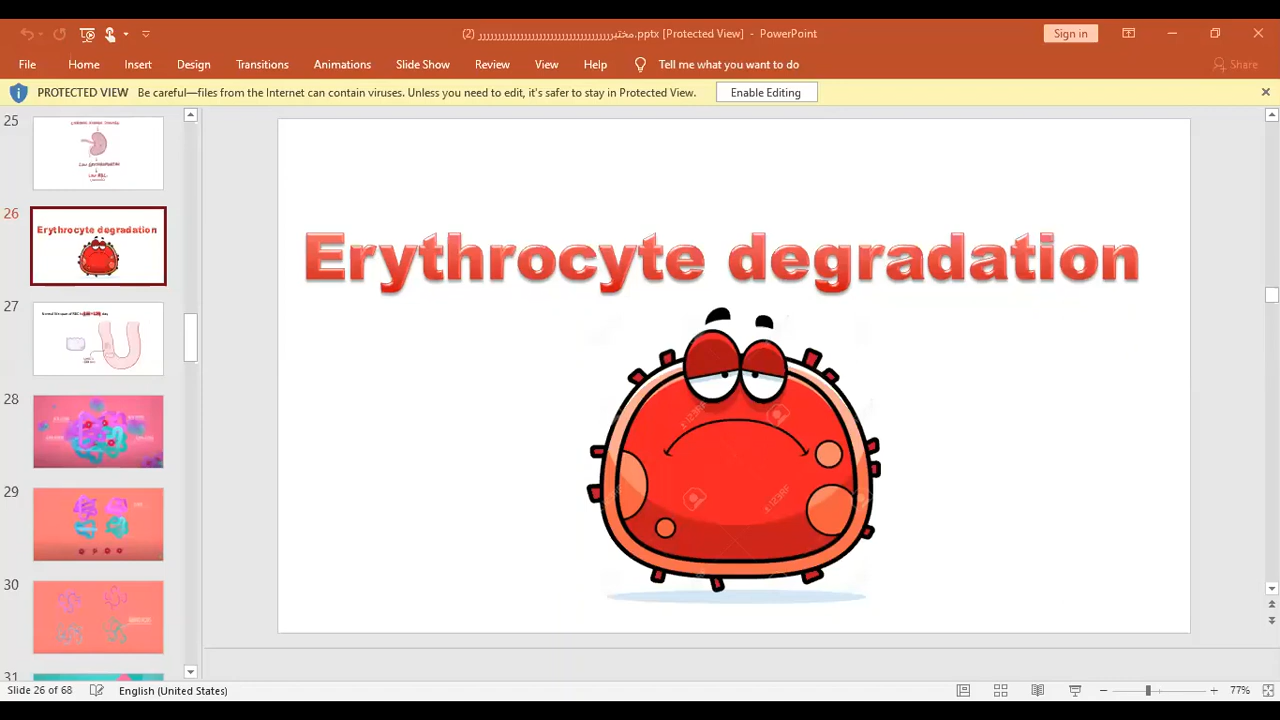 (2) مختبررررررررررررررررررررررررررررررر.pptx [Protected View] - PowerPoint
Sign in
File Home Insert Design Transitions Animations Slide Show Review View Help Tell me what you want to do Share
PROTECTED VIEW Be careful—files from the Internet can contain viruses. Unless you need to edit, it's safer to stay in Protected View. Enable Editing
25
26
Erythrocyte degradation
27
28
29
30
31
Erythrocyte degradation
123RF
123RF
Slide 26 of 68 English (United States) 77%